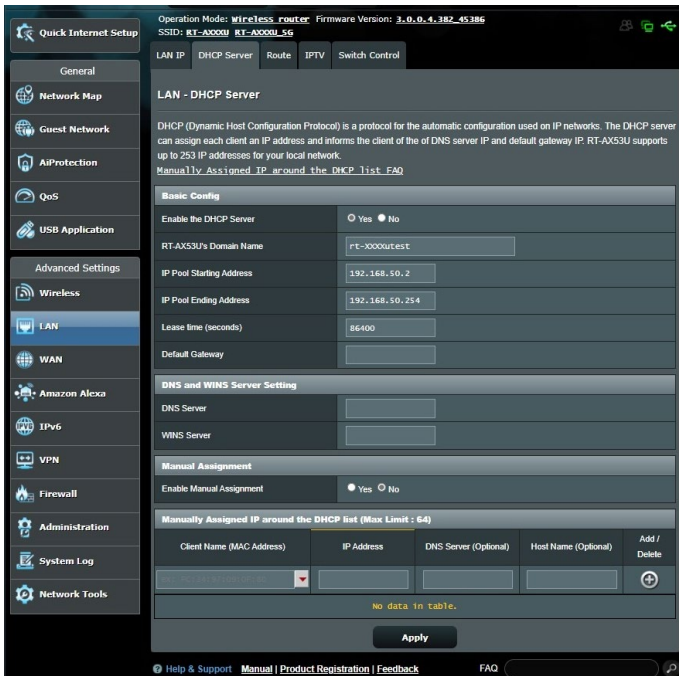 Quick Internet Setup
Operation Mode: Wireless router Firmware Version: 3.0.0.4.382_45386
SSID: RT-AXXXU RT-AXXXU_5G
General
Network Map
Guest Network
AiProtection
QoS
USB Application
Advanced Settings
Wireless
LAN
WAN
Amazon Alexa
IPv6
VPN
Firewall
Administration
System Log
Network Tools
LAN IP DHCP Server Route IPTV Switch Control
LAN - DHCP Server
DHCP (Dynamic Host Configuration Protocol) is a protocol for the automatic configuration used on IP networks. The DHCP server
can assign each client an IP address and informs the client of the of DNS server IP and default gateway IP. RT-AX53U supports
up to 253 IP addresses for your local network.
Manually Assigned IP around the DHCP list FAQ
Basic Config
Enable the DHCP Server Yes No
RT-AX53U's Domain Name rt-XXXXutest
IP Pool Starting Address 192.168.50.2
IP Pool Ending Address 192.168.50.254
Lease time (seconds) 86400
Default Gateway
DNS and WINS Server Setting
DNS Server
WINS Server
Manual Assignment
Enable Manual Assignment Yes No
Manually Assigned IP around the DHCP list (Max Limit : 64)
Client Name (MAC Address) IP Address DNS Server (Optional) Host Name (Optional) Add / Delete
No data in table.
Apply
Help & Support Manual | Product Registration | Feedback FAQ